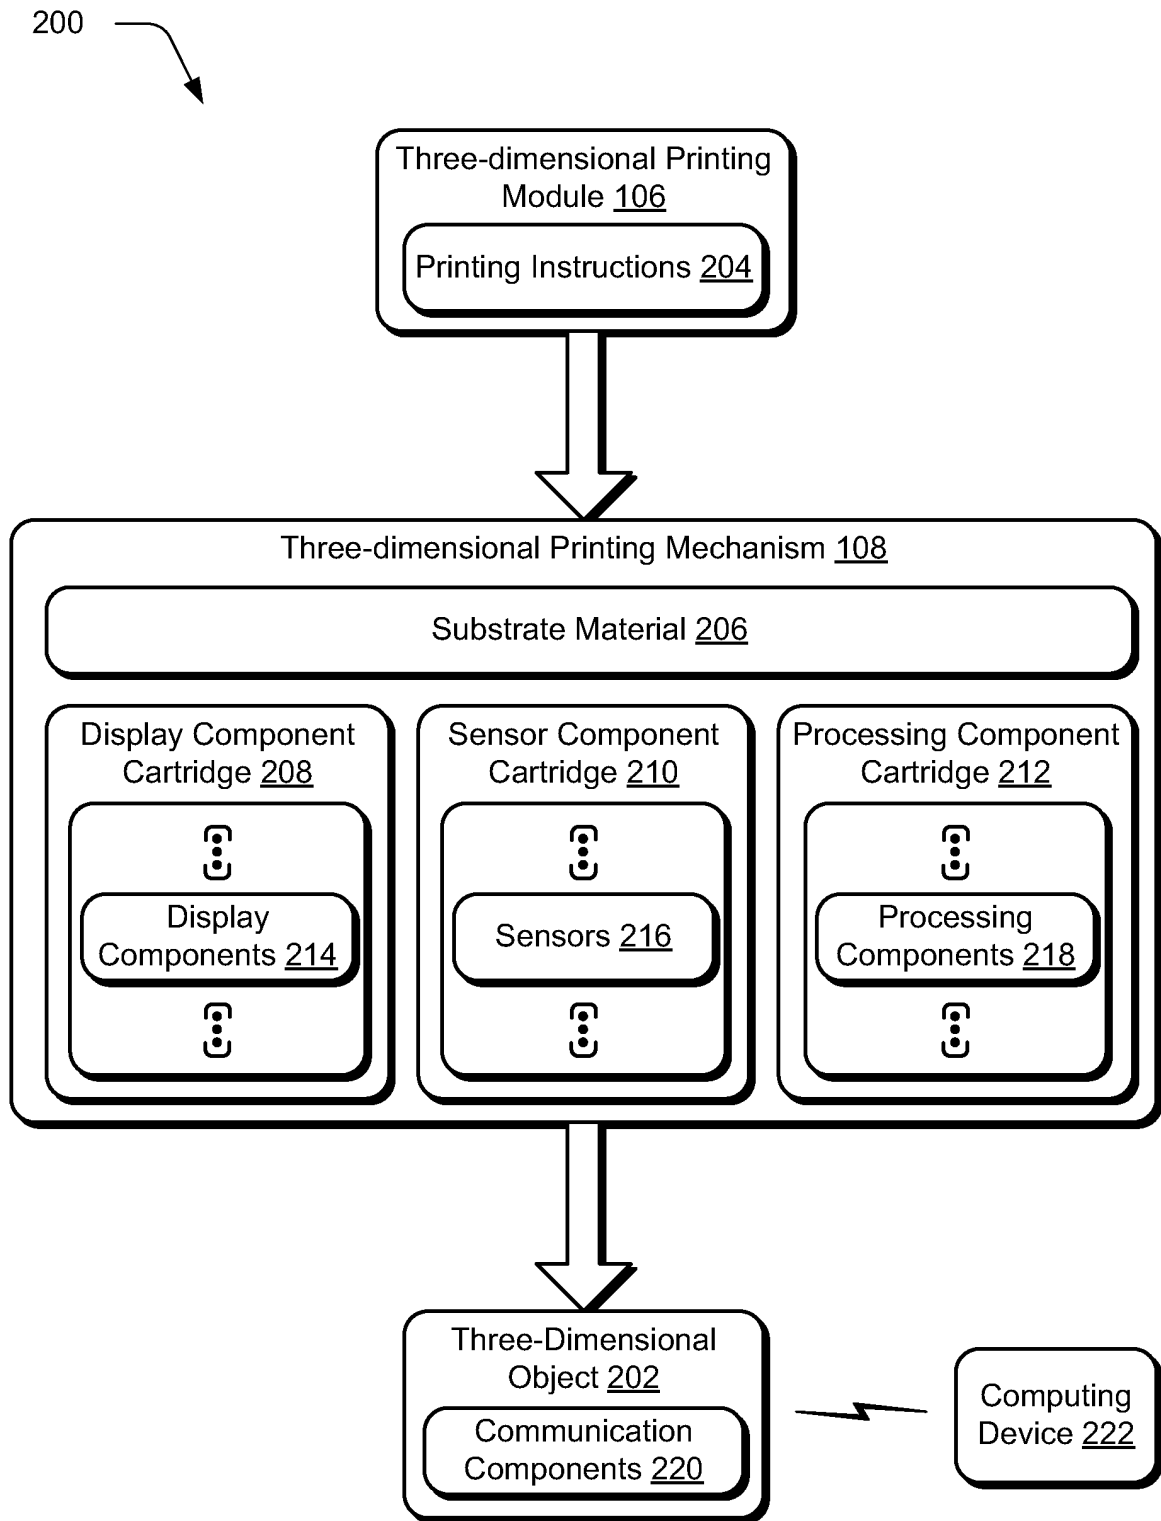 200
Three-dimensional Printing
Module 106
Printing Instructions 204
Three-dimensional Printing Mechanism 108
Substrate Material 206
Display Component
Cartridge 208
Display
Components 214
Sensor Component
Cartridge 210
Sensors 216
Processing Component
Cartridge 212
Processing
Components 218
Three-Dimensional
Object 202
Communication
Components 220
Computing
Device 222